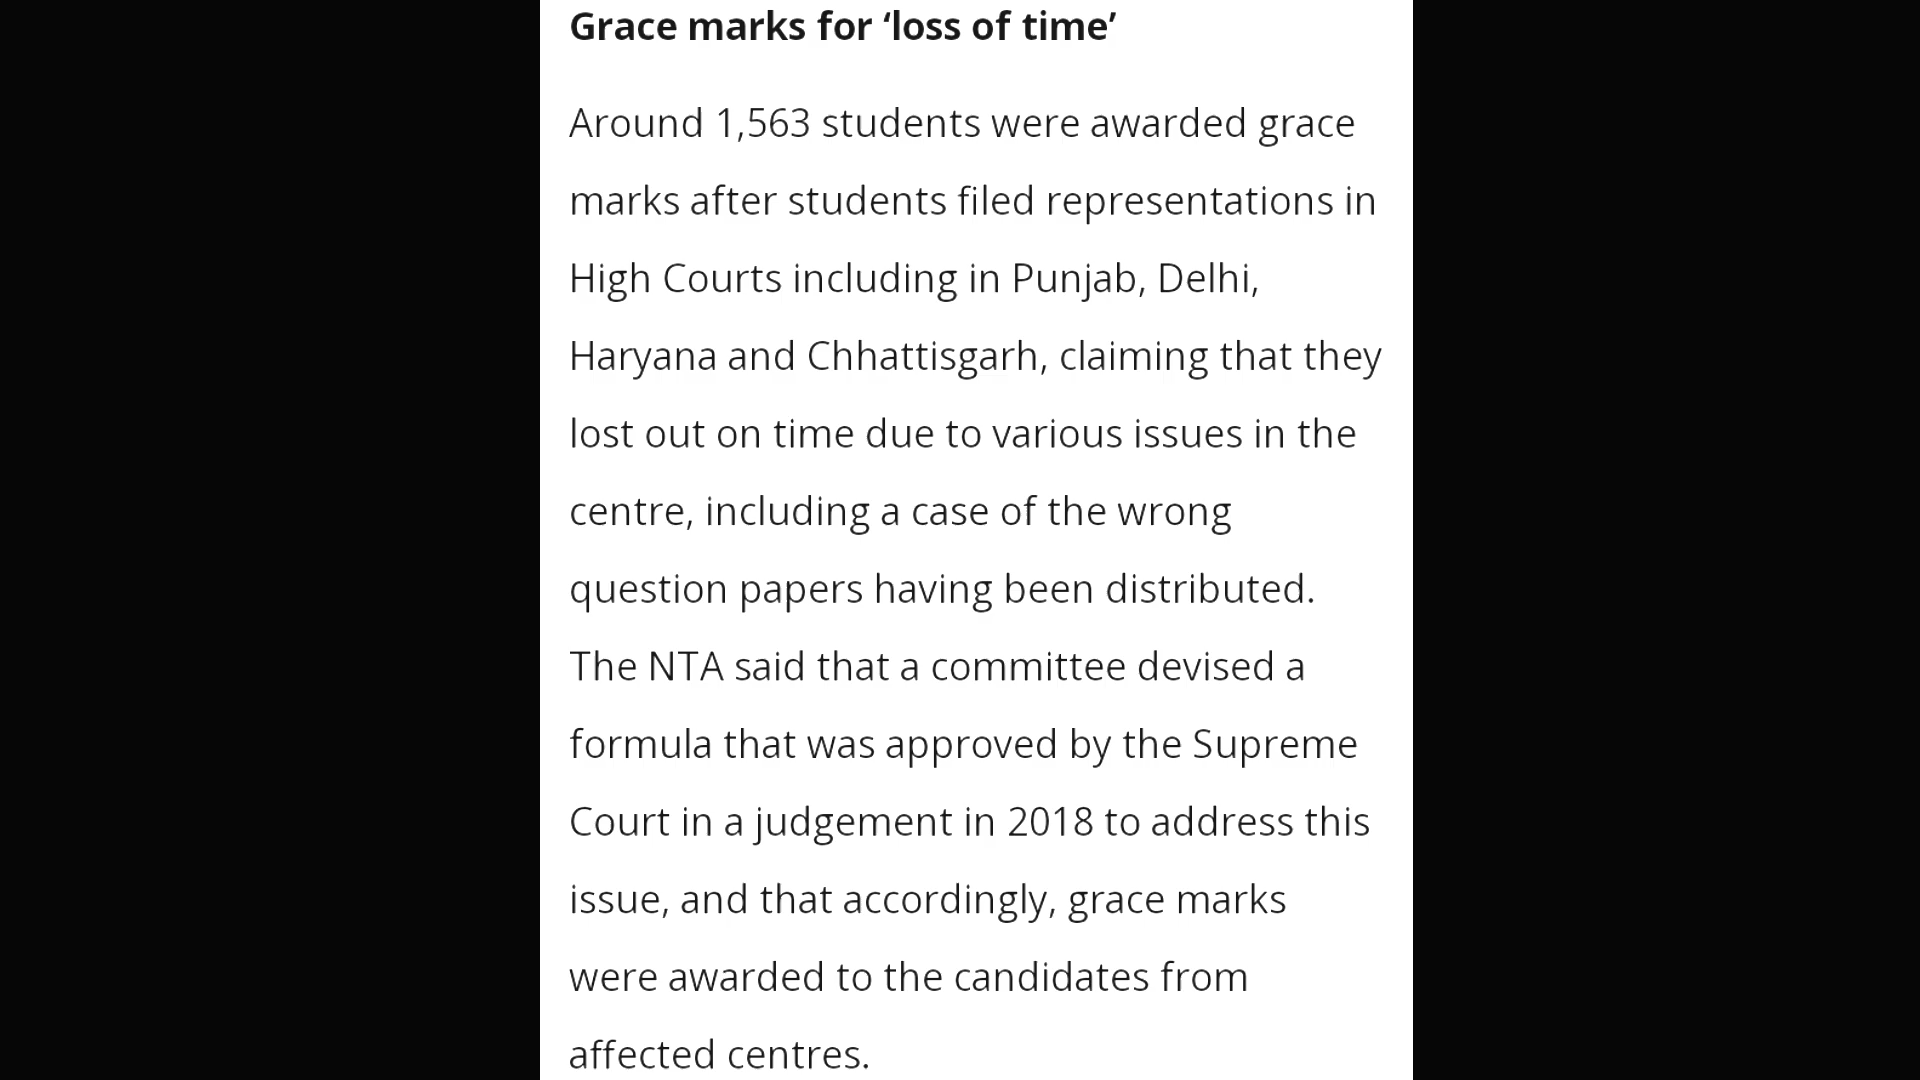 Grace marks for ‘loss of time’
Around 1,563 students were awarded grace
marks after students filed representations in
High Courts including in Punjab, Delhi,
Haryana and Chhattisgarh, claiming that they
lost out on time due to various issues in the
centre, including a case of the wrong
question papers having been distributed.
The NTA said that a committee devised a
formula that was approved by the Supreme
Court in a judgement in 2018 to address this
issue, and that accordingly, grace marks
were awarded to the candidates from
affected centres.